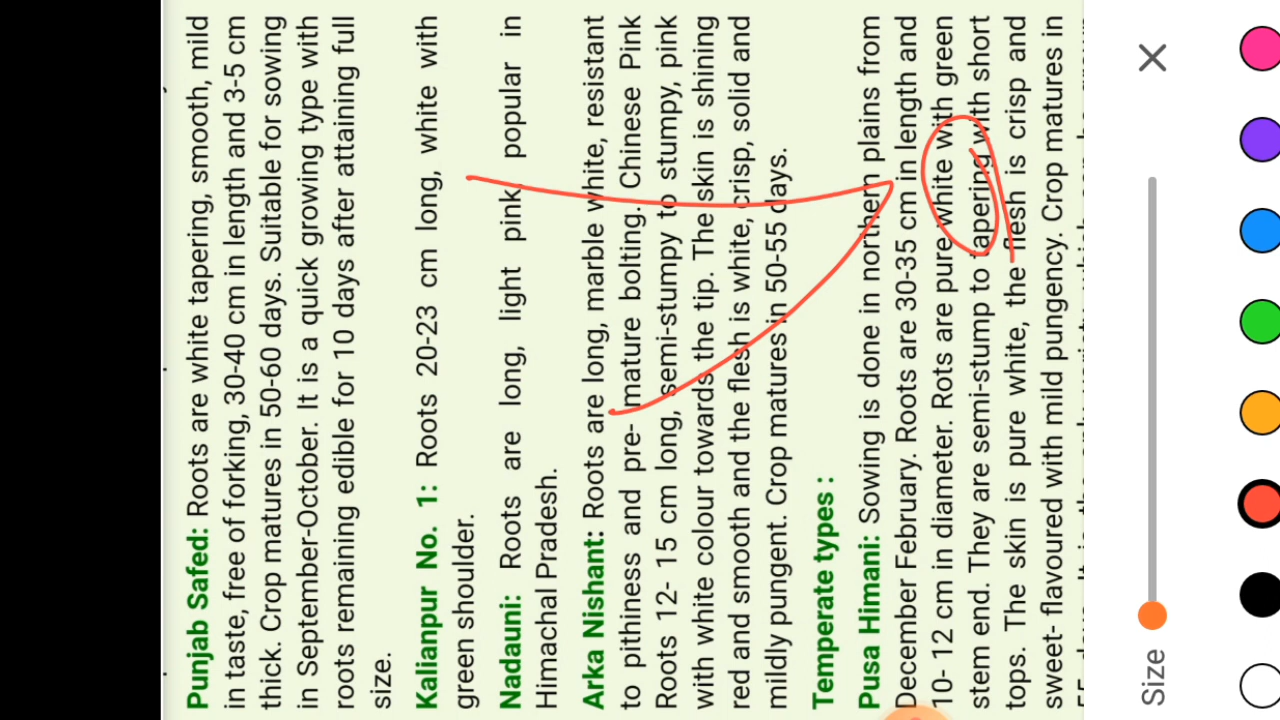 Punjab Safed: Roots are white tapering, smooth, mild
in taste, free of forking, 30-40 cm in length and 3-5 cm
thick. Crop matures in 50-60 days. Suitable for sowing
in September-October. It is a quick growing type with
roots remaining edible for 10 days after attaining full
size.
Kalianpur No. 1: Roots 20-23 cm long, white with
green shoulder.
Nadauni: Roots are long, light pink, popular in
Himachal Pradesh.
Arka Nishant: Roots are long, marble white, resistant
to pithiness and pre- mature bolting. Chinese Pink
Roots 12- 15 cm long, semi-stumpy to stumpy, pink
with white colour towards the tip. The skin is shining
red and smooth and the flesh is white, crisp, solid and
mildly pungent. Crop matures in 50-55 days.
Temperate types :
Pusa Himani: Sowing is done in northern plains from
December February. Roots are 30-35 cm in length and
10- 12 cm in diameter. Rots are pure white with green
stem end. They are semi-stump to tapering with short
tops. The skin is pure white, the flesh is crisp and
sweet- flavoured with mild pungency. Crop matures in
Size